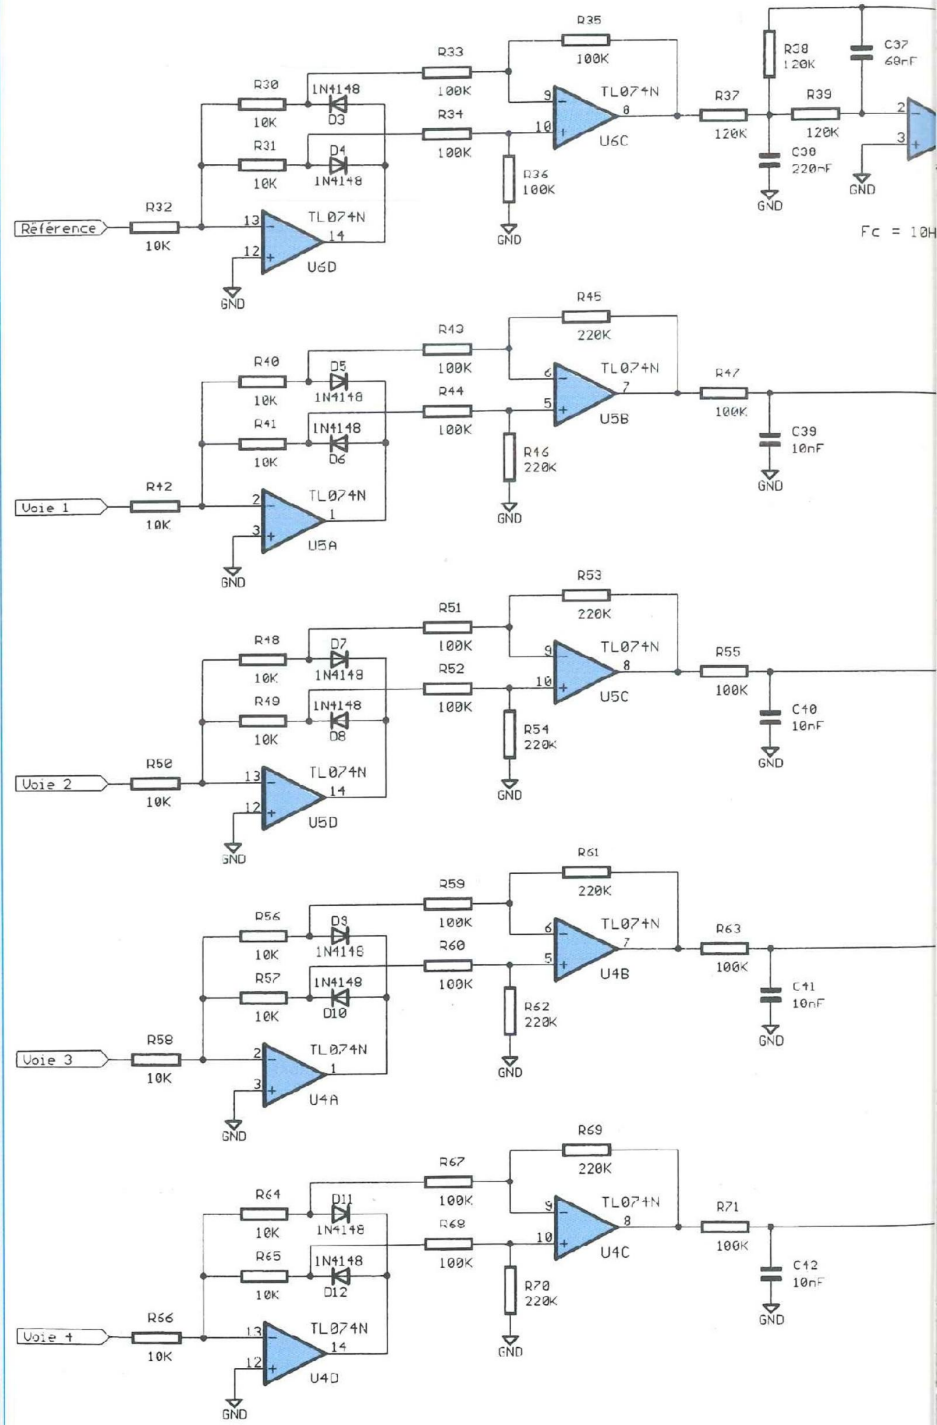 R35
100K
R33
100K
R30
10K
1N4148
D3
TL074N
9
8
10
U6C
R34
100K
R31
10K
D4
1N4148
R36
100K
GND
R37
120K
R38
120K
R39
120K
C37
68nF
C38
220nF
GND
2
3
GND
Référence
R32
10K
TL074N
13
14
12
U6D
GND
Fc = 10H
R45
220K
R43
100K
R40
10K
D5
1N4148
TL074N
6
7
5
U5B
R47
100K
R44
100K
R41
10K
1N4148
D6
R46
220K
GND
C39
10nF
GND
Voie 1
R42
10K
TL074N
2
1
3
U5A
GND
R53
220K
R51
100K
R48
10K
D7
1N4148
TL074N
9
8
10
U5C
R55
100K
R52
100K
R49
10K
1N4148
D8
R54
220K
GND
C40
10nF
GND
Voie 2
R50
10K
TL074N
13
14
12
U5D
GND
R61
220K
R59
100K
R56
10K
D9
1N4148
TL074N
6
7
5
U4B
R63
100K
R60
100K
R57
10K
1N4148
D10
R62
220K
GND
C41
10nF
GND
Voie 3
R58
10K
TL074N
2
1
3
U4A
GND
R69
220K
R67
100K
R64
10K
D11
1N4148
TL074N
9
8
10
U4C
R71
100K
R68
100K
R65
10K
1N4148
D12
R70
220K
GND
C42
10nF
GND
Voie 4
R66
10K
TL074N
13
14
12
U4D
GND